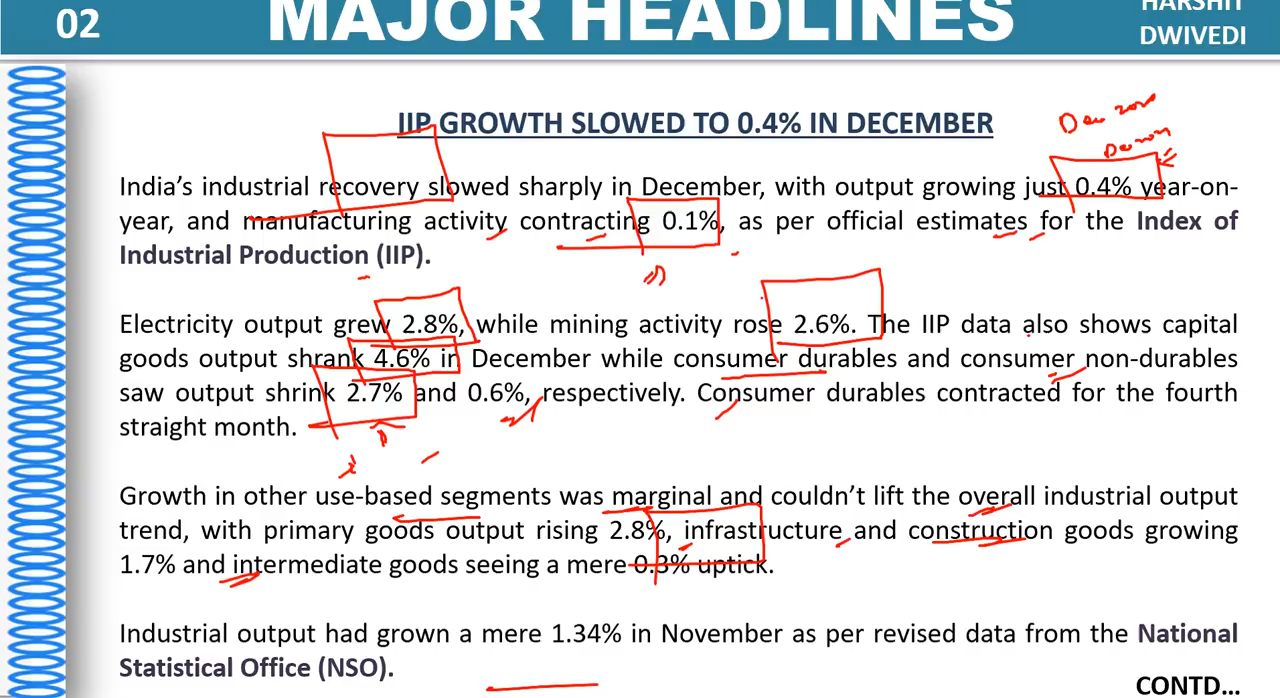 02
MAJOR HEADLINES
HARSHIT
DWIVEDI
IIP GROWTH SLOWED TO 0.4% IN DECEMBER
India’s industrial recovery slowed sharply in December, with output growing just 0.4% year-on-
year, and manufacturing activity contracting 0.1%, as per official estimates for the Index of
Industrial Production (IIP).
Electricity output grew 2.8%, while mining activity rose 2.6%. The IIP data also shows capital
goods output shrank 4.6% in December while consumer durables and consumer non-durables
saw output shrink 2.7% and 0.6%, respectively. Consumer durables contracted for the fourth
straight month.
Growth in other use-based segments was marginal and couldn’t lift the overall industrial output
trend, with primary goods output rising 2.8%, infrastructure and construction goods growing
1.7% and intermediate goods seeing a mere 0.3% uptick.
Industrial output had grown a mere 1.34% in November as per revised data from the National
Statistical Office (NSO).
CONTD...